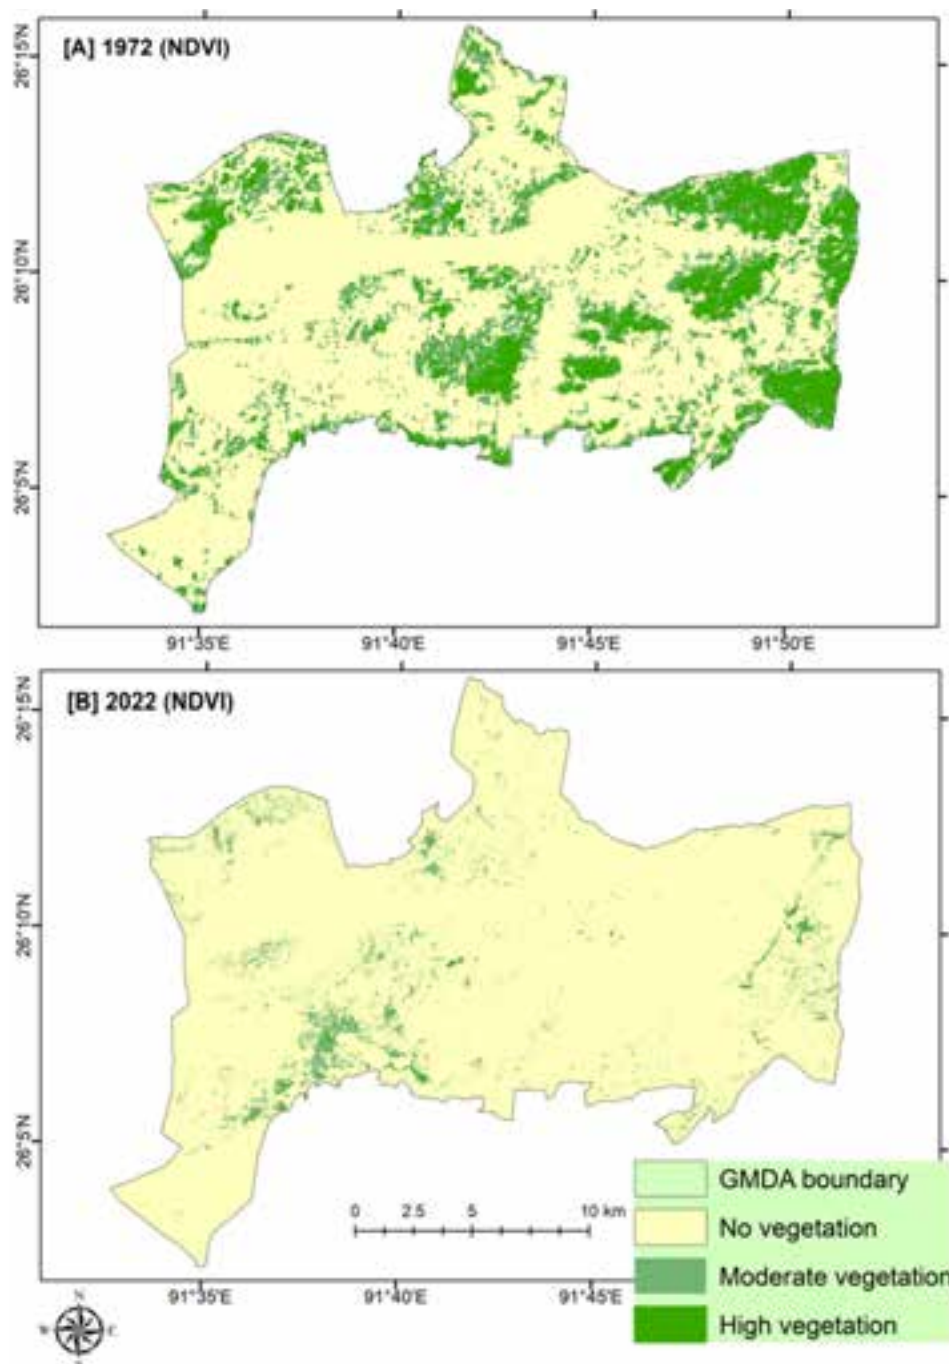 [A] 1972 (NDVI)
26°15'N
26°10'N
26°5'N
91°35'E
91°40'E
91°45'E
91°50'E
[B] 2022 (NDVI)
26°15'N
26°10'N
26°5'N
0 2.5 5 10 km
GMDA boundary
No vegetation
Moderate vegetation
High vegetation
91°35'E
91°40'E
91°45'E
N